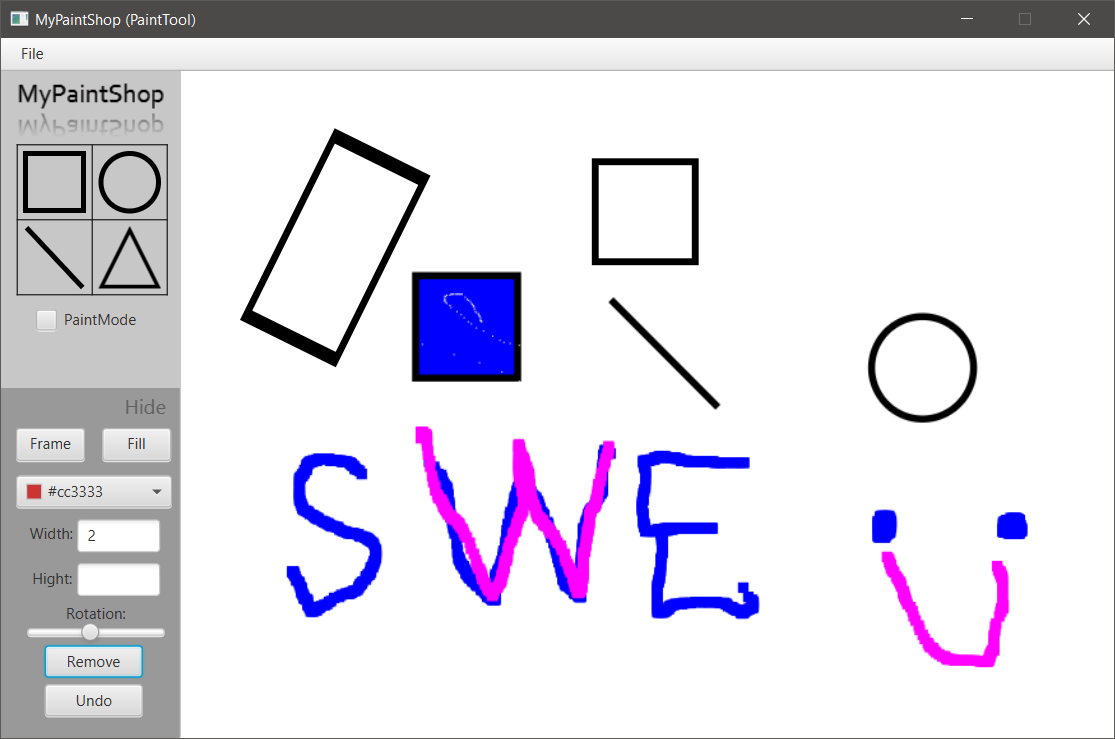 MyPaintShop (PaintTool)
File
MyPaintShop
MyPaintShop
PaintMode
Hide
Frame Fill
#cc3333
Width: 2
Hight:
Rotation:
Remove
Undo
SWE